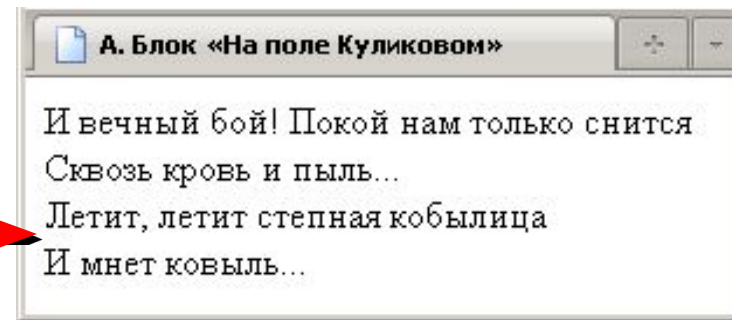 А. Блок «На поле Куликовом»
И вечный бой! Покой нам только снится
Сквозь кровь и пыль...
Летит, летит степная кобылица
И мнет ковыль...